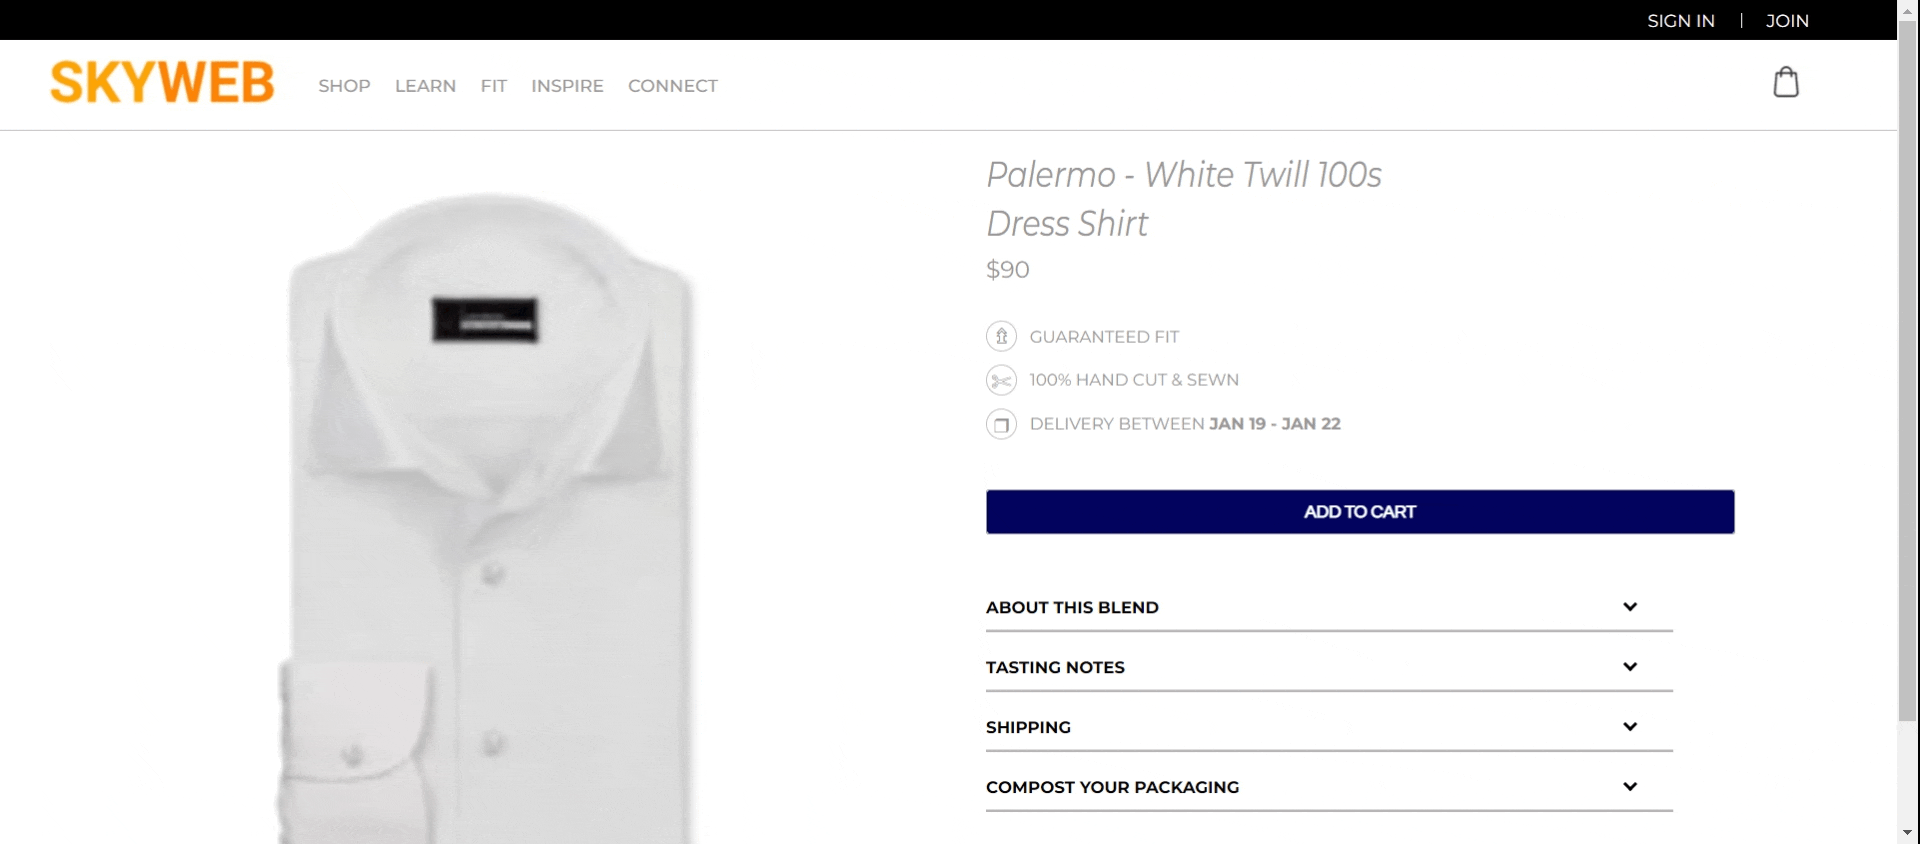 SIGN IN | JOIN
SKYWEB
SHOP LEARN FIT INSPIRE CONNECT
Palermo - White Twill 100s
Dress Shirt
$90
GUARANTEED FIT
100% HAND CUT & SEWN
DELIVERY BETWEEN JAN 19 - JAN 22
ADD TO CART
ABOUT THIS BLEND
TASTING NOTES
SHIPPING
COMPOST YOUR PACKAGING